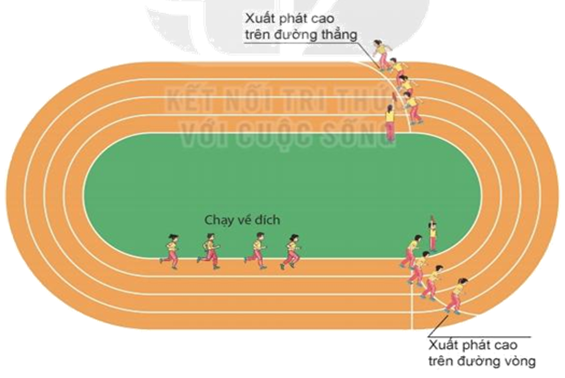 Xuất phát cao
trên đường thẳng
KẾT NỐI TRI THỨC
VỚI CUỘC SỐNG
Chạy về đích
Xuất phát cao
trên đường vòng